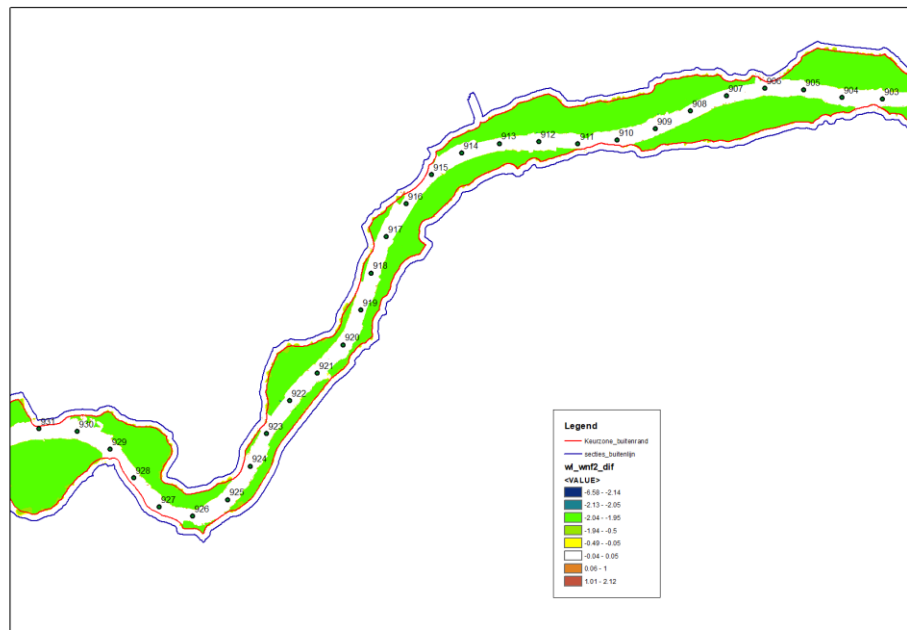 906
905
907
904
903
908
909
910
912
913
911
914
915
916
917
918
919
920
921
922
923
931
930
929
924
928
925
927
926
Legend
Keurzone_buitenrand
secties_buitenlijn
wl_wnf2_dif
<VALUE>
-6.58 - -2.14
-2.13 - -2.05
-2.04 - -1.95
-1.94 - -0.5
-0.49 - -0.05
-0.04 - 0.05
0.06 - 1
1.01 - 2.12